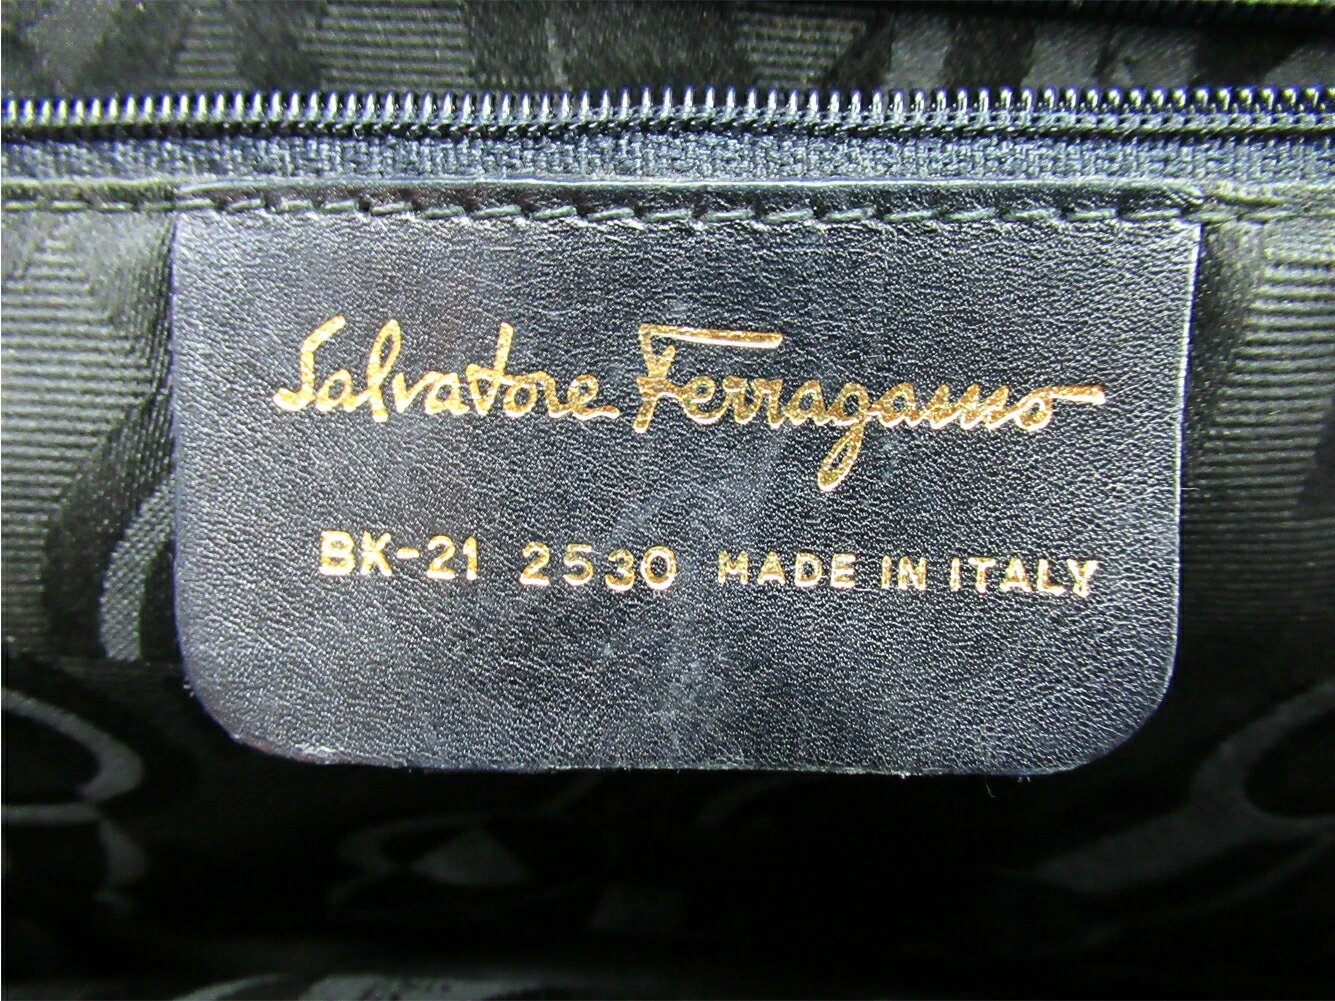 Salvatore Ferragamo
BK-21 2530 MADE IN ITALY